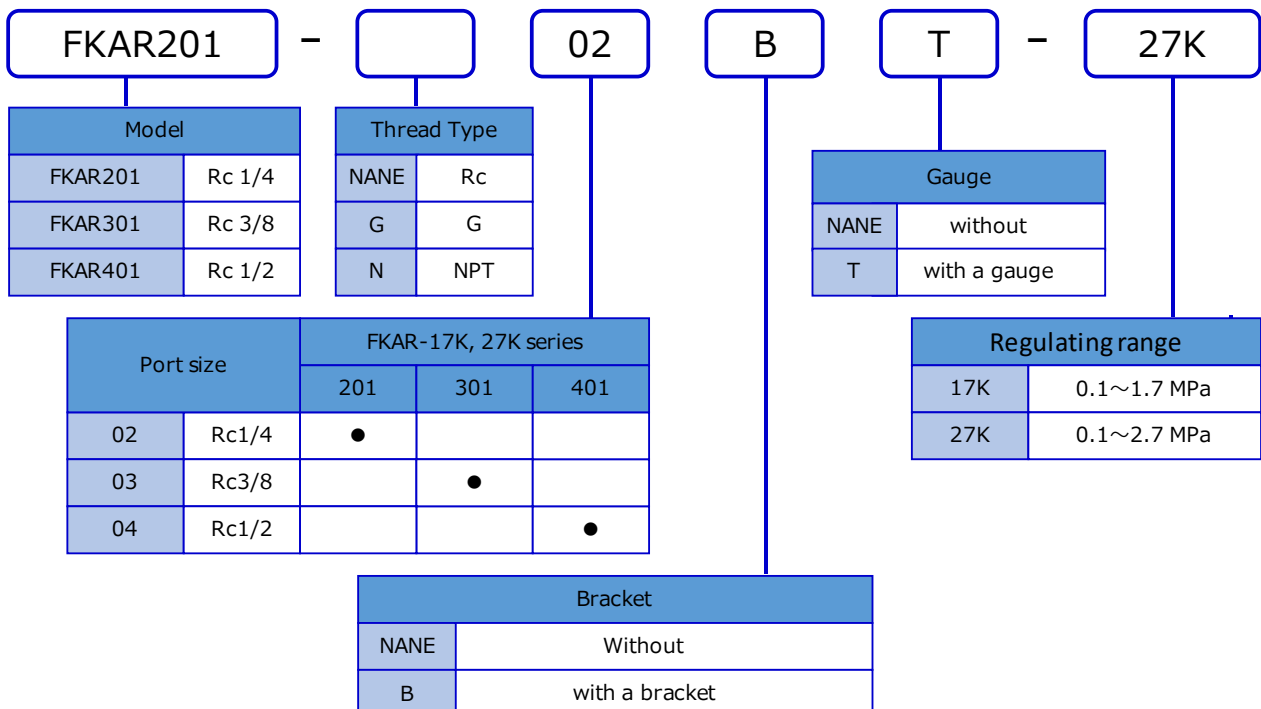 FKAR201 – 02 B T – 27K
Model
FKAR201 Rc 1/4
FKAR301 Rc 3/8
FKAR401 Rc 1/2
Thread Type
NANE Rc
G G
N NPT
Gauge
NANE without
T with a gauge
Port size FKAR-17K, 27K series
201 301 401
02 Rc1/4 ●
03 Rc3/8 ●
04 Rc1/2 ●
Regulating range
17K 0.1～1.7 MPa
27K 0.1～2.7 MPa
Bracket
NANE Without
B with a bracket